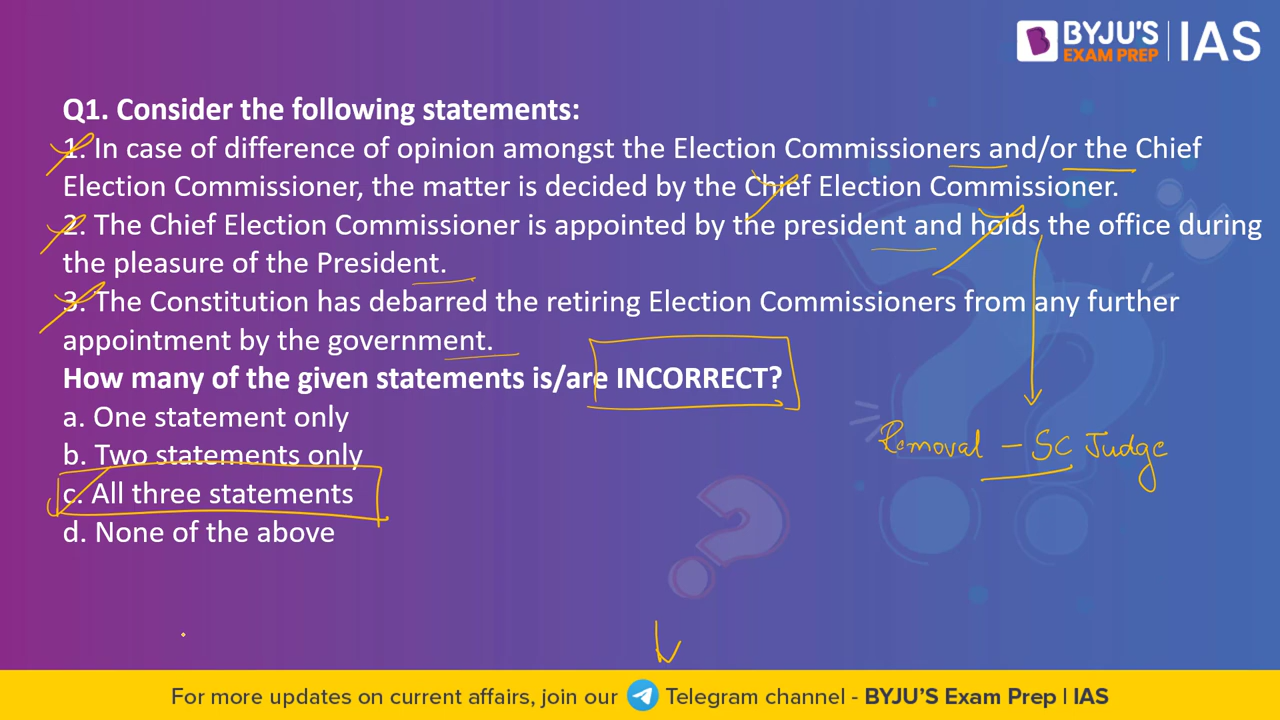 BYJU'S
EXAM PREP
IAS
Q1. Consider the following statements:
1. In case of difference of opinion amongst the Election Commissioners and/or the Chief
Election Commissioner, the matter is decided by the Chief Election Commissioner.
2. The Chief Election Commissioner is appointed by the president and holds the office during
the pleasure of the President.
3. The Constitution has debarred the retiring Election Commissioners from any further
appointment by the government.
How many of the given statements is/are INCORRECT?
a. One statement only
b. Two statements only
c. All three statements
d. None of the above
Removal - SC Judge
For more updates on current affairs, join our Telegram channel - BYJU'S Exam Prep | IAS